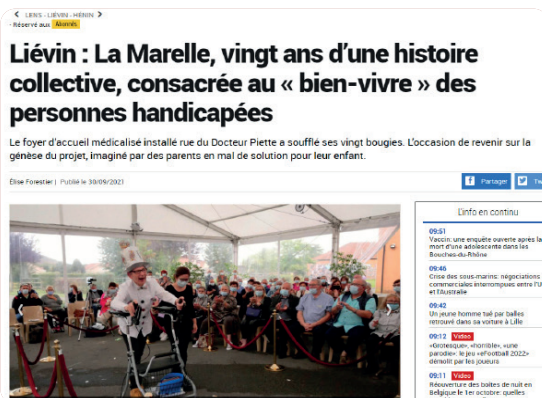 LENS - LIÉVIN - HÉNIN
- Réservé aux Abonnés
Liévin : La Marelle, vingt ans d’une histoire
collective, consacrée au « bien-vivre » des
personnes handicapées
Le foyer d’accueil médicalisé installé rue du Docteur Piette a soufflé ses vingt bougies. L’occasion de revenir sur la
génèse du projet, imaginé par des parents en mal de solution pour leur enfant.
Élise Forestier | Publié le 30/09/2021
Partager
Tw
L'info en continu
09:51
Vaccin: une enquête ouverte après la
mort d'une adolescente dans les
Bouches-du-Rhône
09:46
Crise des sous-marins: négociations
commerciales interrompues entre l'U
et l'Australie
09:42
Un jeune homme tué par balles
retrouvé dans sa voiture à Lille
09:12 Video
«Grotesque», «horrible», «une
parodie»: le jeu «eFootball 2022»
démoli par les joueurs
09:11 Video
Réouverture des boîtes de nuit en
Belgique le 1er octobre: quelles